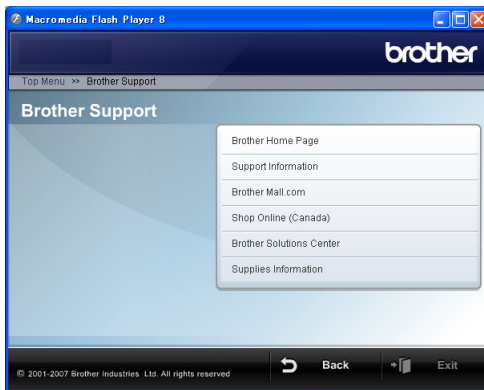 Macromedia Flash Player 8
brother
Top Menu >> Brother Support
Brother Support
Brother Home Page
Support Information
Brother Mall.com
Shop Online (Canada)
Brother Solutions Center
Supplies Information
© 2001-2007 Brother Industries Ltd. All rights reserved
Back
Exit